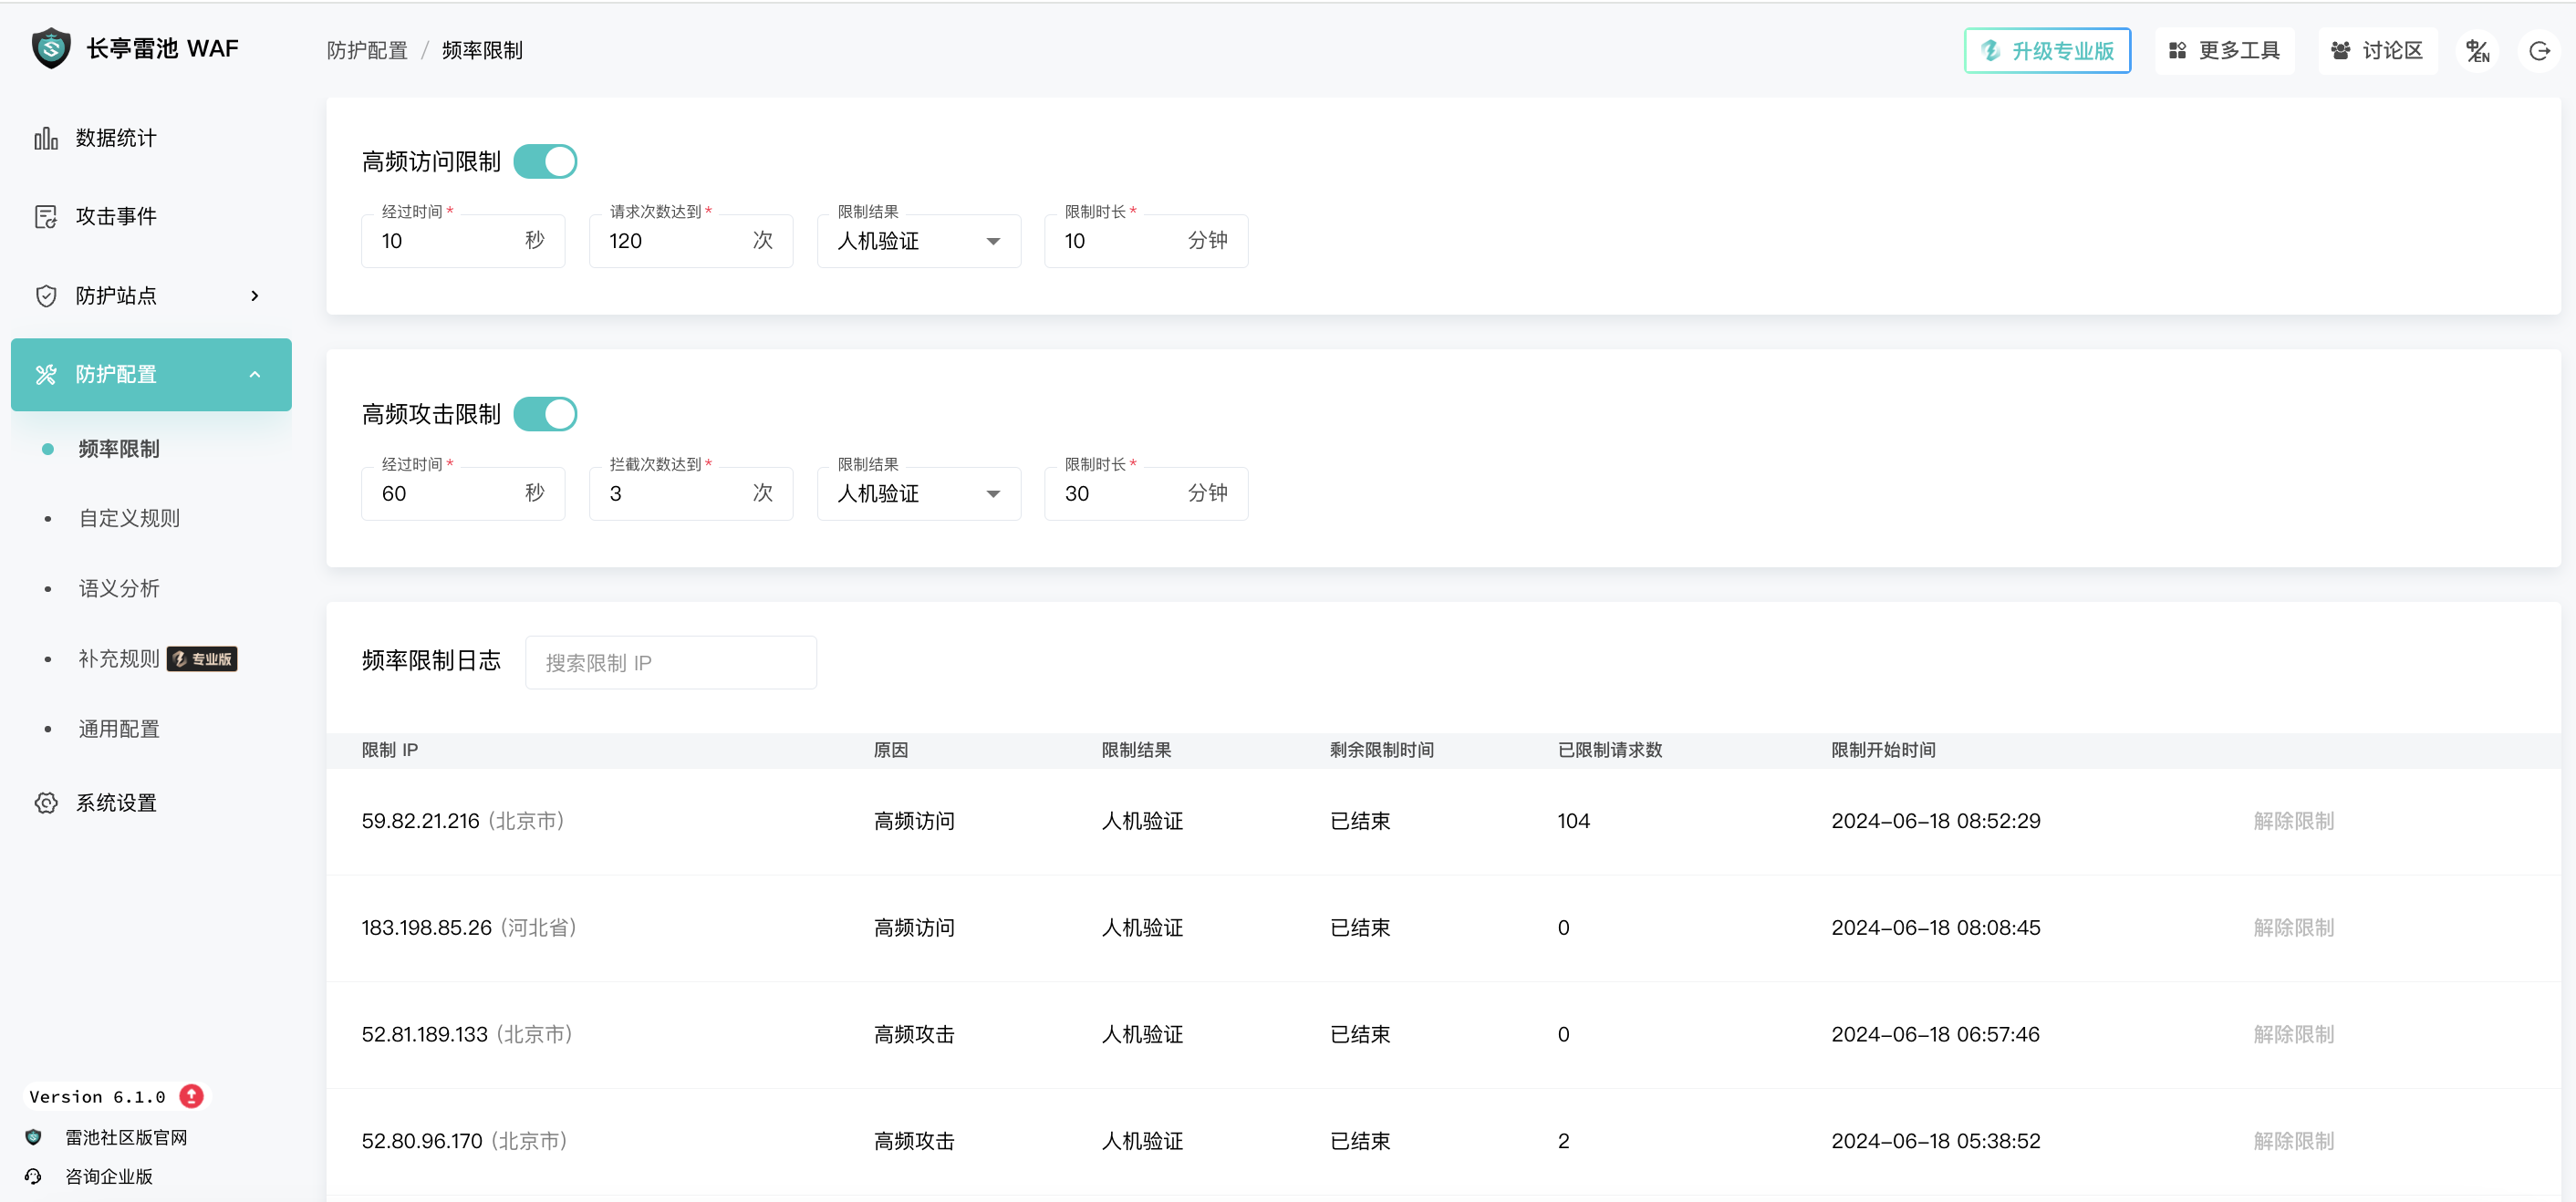 长亭雷池 WAF
防护配置 / 频率限制
升级专业版
更多工具
讨论区
中/EN
数据统计
攻击事件
防护站点
防护配置
频率限制
自定义规则
语义分析
补充规则 专业版
通用配置
系统设置
Version 6.1.0
雷池社区版官网
咨询企业版
高频访问限制
经过时间 * 请求次数达到 * 限制结果 限制时长 *
10 秒 120 次 人机验证 10 分钟
高频攻击限制
经过时间 * 拦截次数达到 * 限制结果 限制时长 *
60 秒 3 次 人机验证 30 分钟
频率限制日志 搜索限制 IP
限制 IP 原因 限制结果 剩余限制时间 已限制请求数 限制开始时间
59.82.21.216 (北京市) 高频访问 人机验证 已结束 104 2024-06-18 08:52:29 解除限制
183.198.85.26 (河北省) 高频访问 人机验证 已结束 0 2024-06-18 08:08:45 解除限制
52.81.189.133 (北京市) 高频攻击 人机验证 已结束 0 2024-06-18 06:57:46 解除限制
52.80.96.170 (北京市) 高频攻击 人机验证 已结束 2 2024-06-18 05:38:52 解除限制